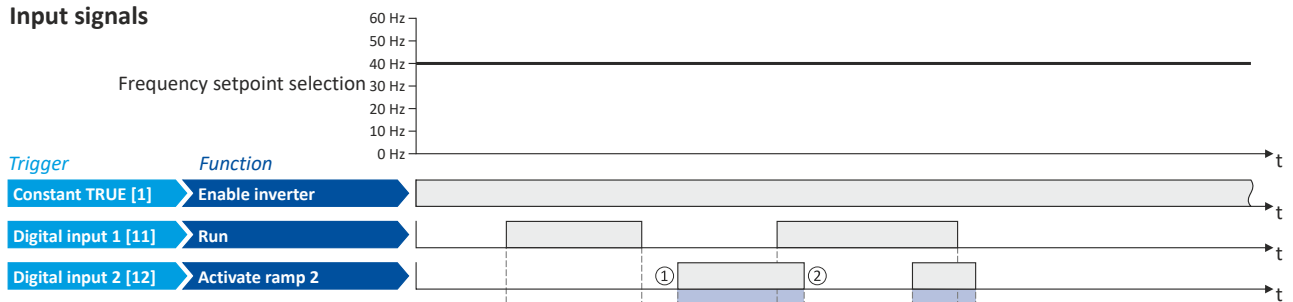 Input signals
60 Hz
50 Hz
40 Hz
Frequency setpoint selection 30 Hz
20 Hz
10 Hz
0 Hz
t
Trigger Function
Constant TRUE [1] Enable inverter
t
Digital input 1 [11] Run
t
Digital input 2 [12] Activate ramp 2 ① ②
t